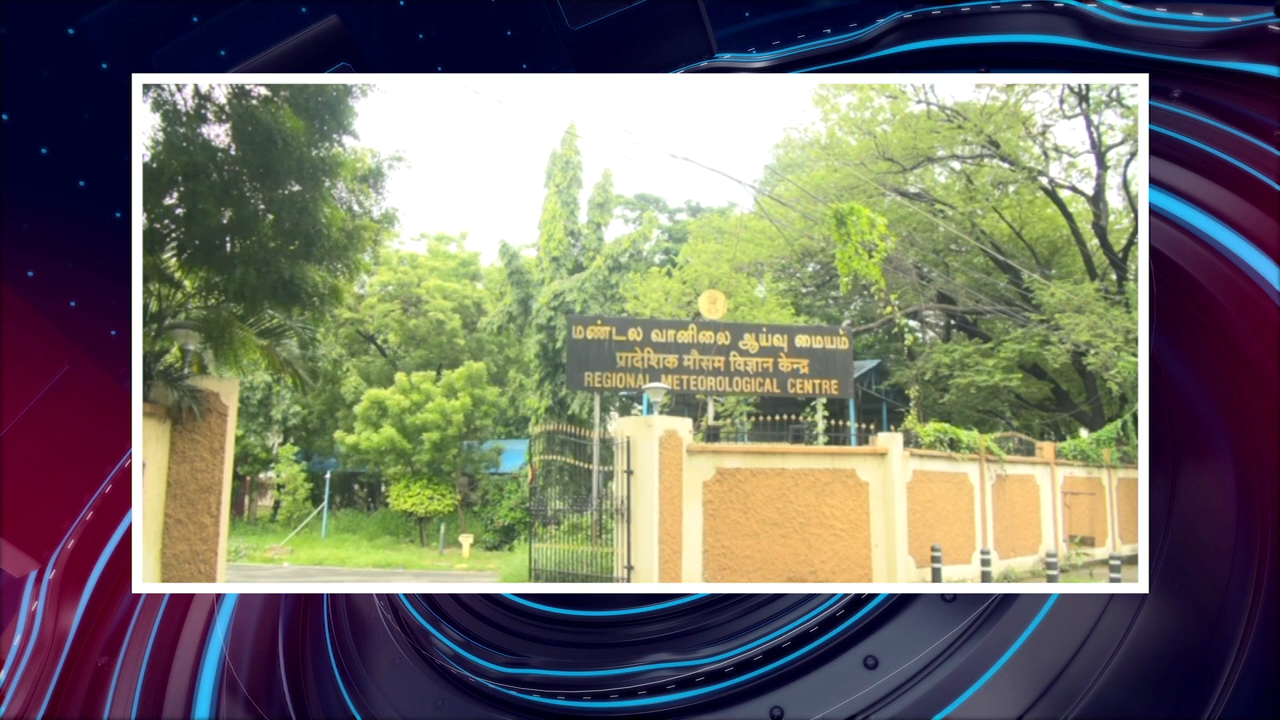 மண்டல வானிலை ஆய்வு மையம்
प्रादेशिक मौसम विज्ञान केन्द्र
REGIONAL METEOROLOGICAL CENTRE